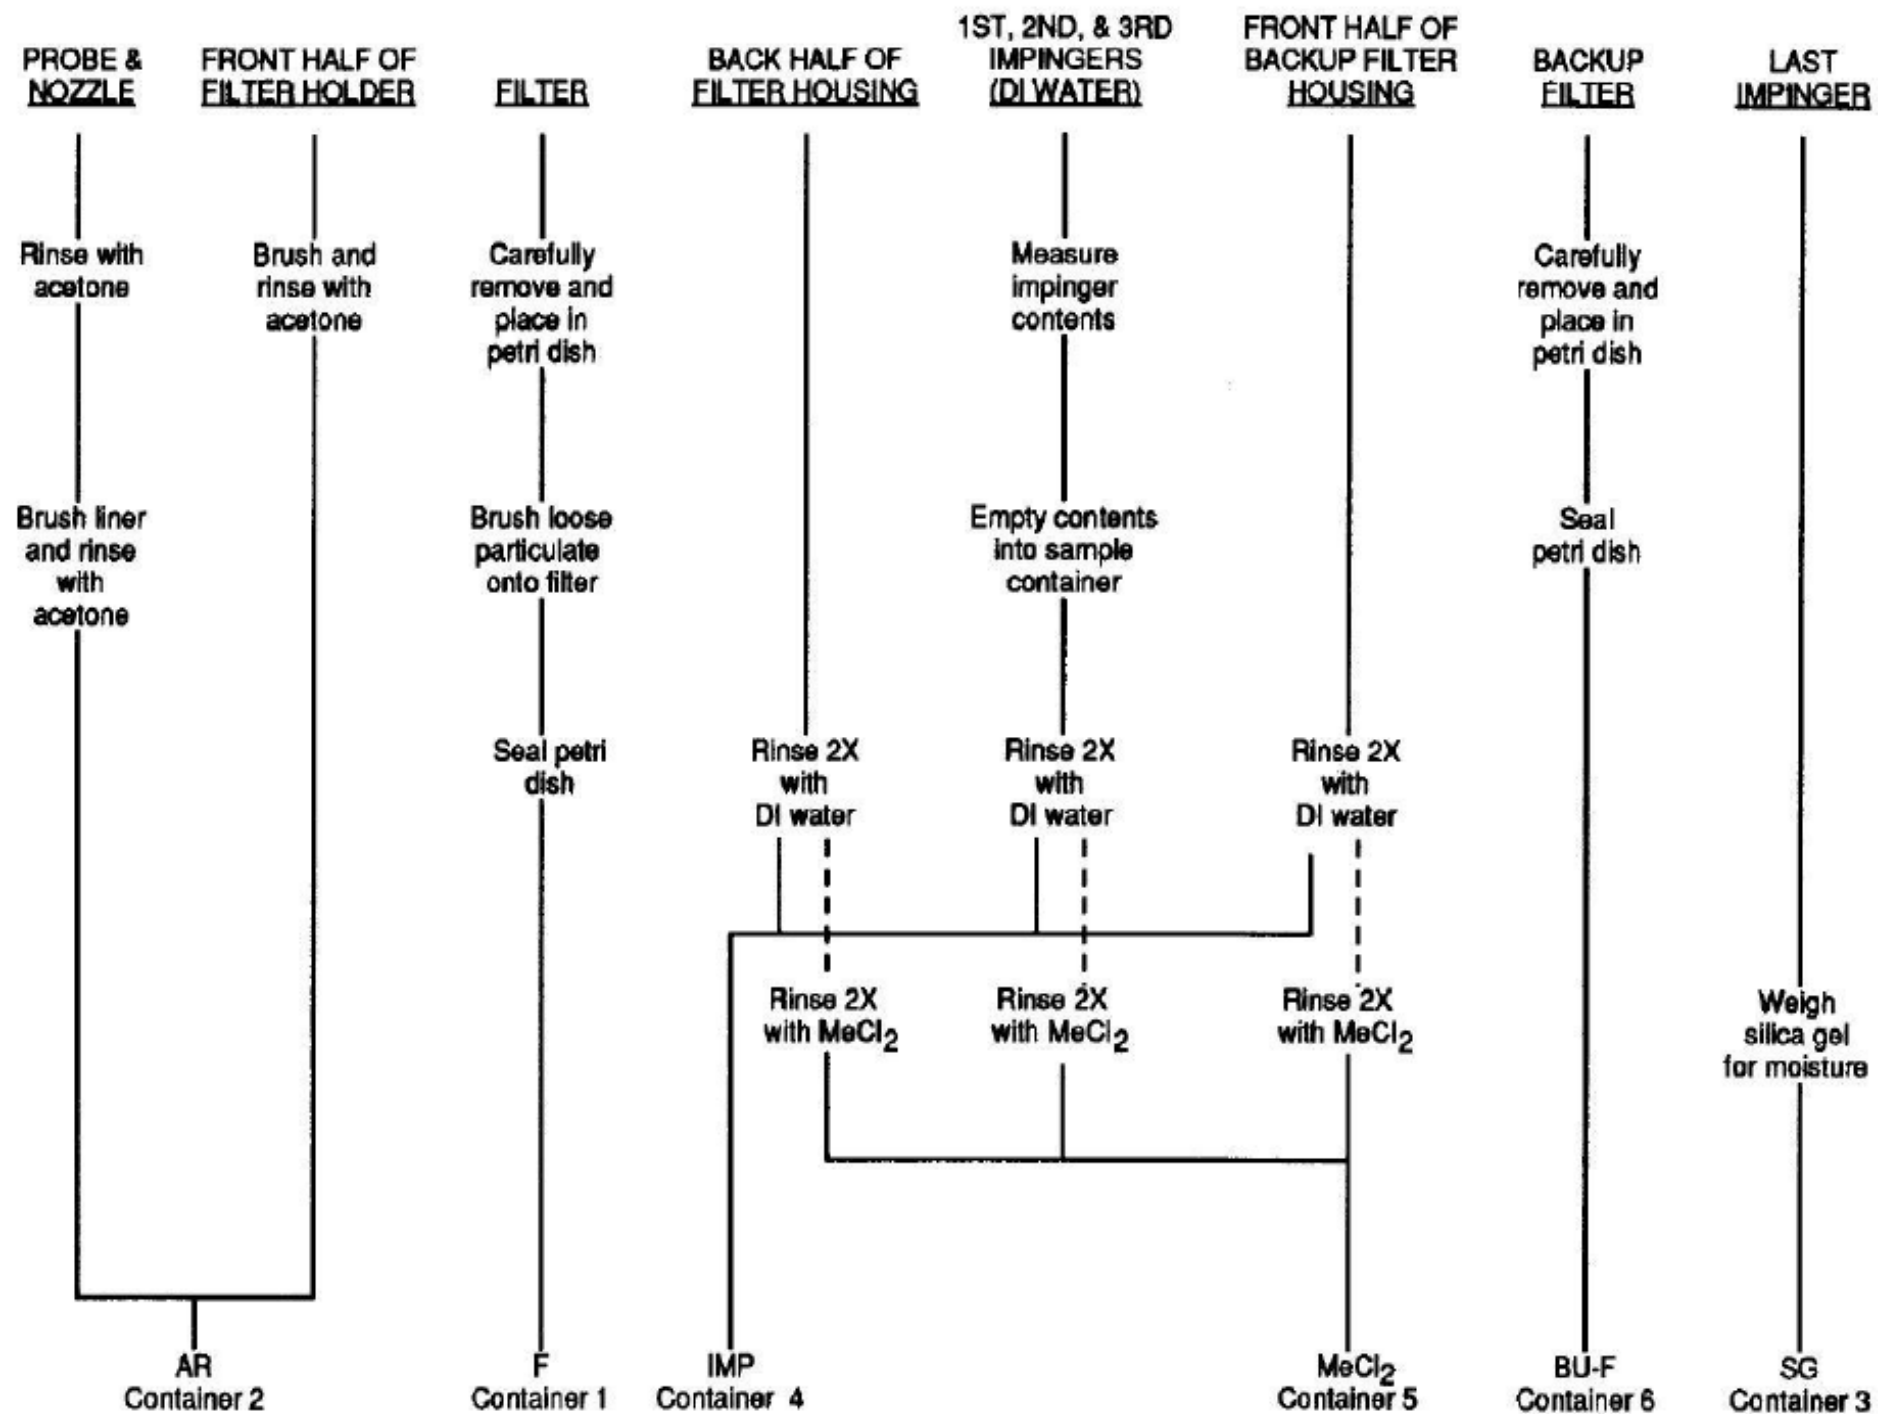 PROBE &
NOZZLE
FRONT HALF OF
FILTER HOLDER
FILTER
BACK HALF OF
FILTER HOUSING
1ST, 2ND, & 3RD
IMPINGERS
(DI WATER)
FRONT HALF OF
BACKUP FILTER
HOUSING
BACKUP
FILTER
LAST
IMPINGER
Rinse with
acetone
Brush and
rinse with
acetone
Carefully
remove and
place in
petri dish
Measure
impinger
contents
Carefully
remove and
place in
petri dish
Brush liner
and rinse
with
acetone
Brush loose
particulate
onto filter
Empty contents
into sample
container
Seal
petri dish
Seal petri
dish
Rinse 2X
with
DI water
Rinse 2X
with
DI water
Rinse 2X
with
DI water
Rinse 2X
with MeCl2
Rinse 2X
with MeCl2
Rinse 2X
with MeCl2
Weigh
silica gel
for moisture
AR
Container 2
F
Container 1
IMP
Container 4
MeCl2
Container 5
BU-F
Container 6
SG
Container 3